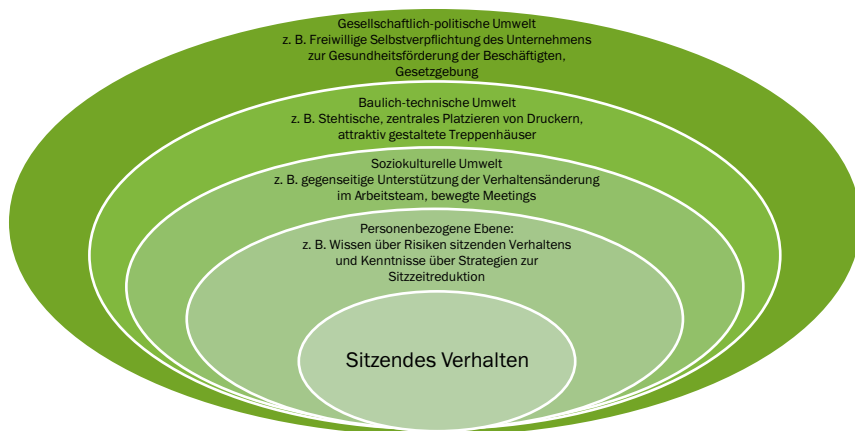 Gesellschaftlich-politische Umwelt
z. B. Freiwillige Selbstverpflichtung des Unternehmens
zur Gesundheitsförderung der Beschäftigten,
Gesetzgebung
Baulich-technische Umwelt
z. B. Stehtische, zentrales Platzieren von Druckern,
attraktiv gestaltete Treppenhäuser
Soziokulturelle Umwelt
z. B. gegenseitige Unterstützung der Verhaltensänderung
im Arbeitsteam, bewegte Meetings
Personenbezogene Ebene:
z. B. Wissen über Risiken sitzenden Verhaltens
und Kenntnisse über Strategien zur
Sitzzeitreduktion
Sitzendes Verhalten